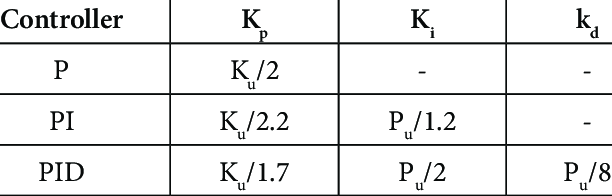 Controller K_p K_i k_d
P K_u/2 - -
PI K_u/2.2 P_u/1.2 -
PID K_u/1.7 P_u/2 P_u/8